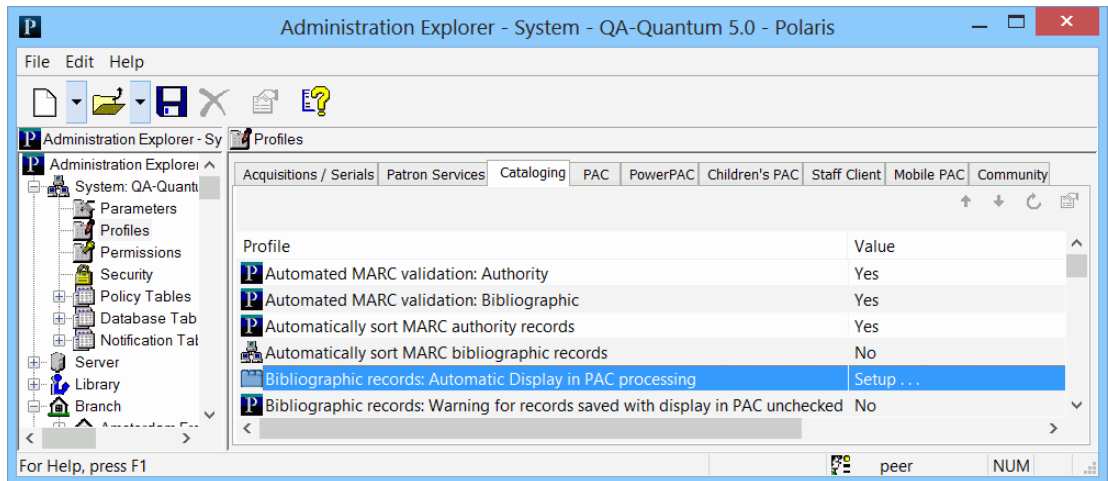 Administration Explorer - System - QA-Quantum 5.0 - Polaris
File Edit Help
Administration Explorer - Sy
Profiles
Administration Explorer
System: QA-Quantu
Parameters
Profiles
Permissions
Security
Policy Tables
Database Tab
Notification Tab
Server
Library
Branch
Acquisitions / Serials Patron Services Cataloging PAC PowerPAC Children's PAC Staff Client Mobile PAC Community
Profile Value
Automated MARC validation: Authority Yes
Automated MARC validation: Bibliographic Yes
Automatically sort MARC authority records Yes
Automatically sort MARC bibliographic records No
Bibliographic records: Automatic Display in PAC processing Setup . . .
Bibliographic records: Warning for records saved with display in PAC unchecked No
For Help, press F1 peer NUM